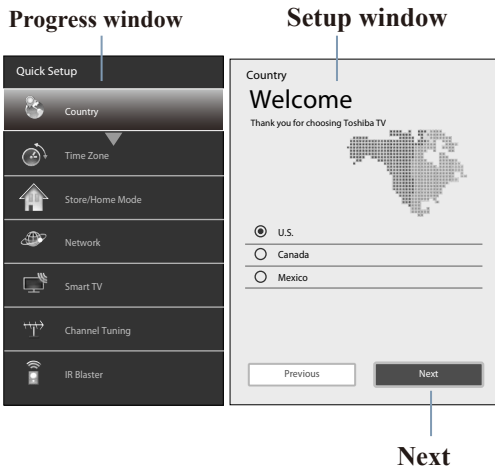 Progress window
Setup window
Quick Setup
Country
Time Zone
Store/Home Mode
Network
Smart TV
Channel Tuning
IR Blaster
Country
Welcome
Thank you for choosing Toshiba TV
U.S.
Canada
Mexico
Previous
Next
Next